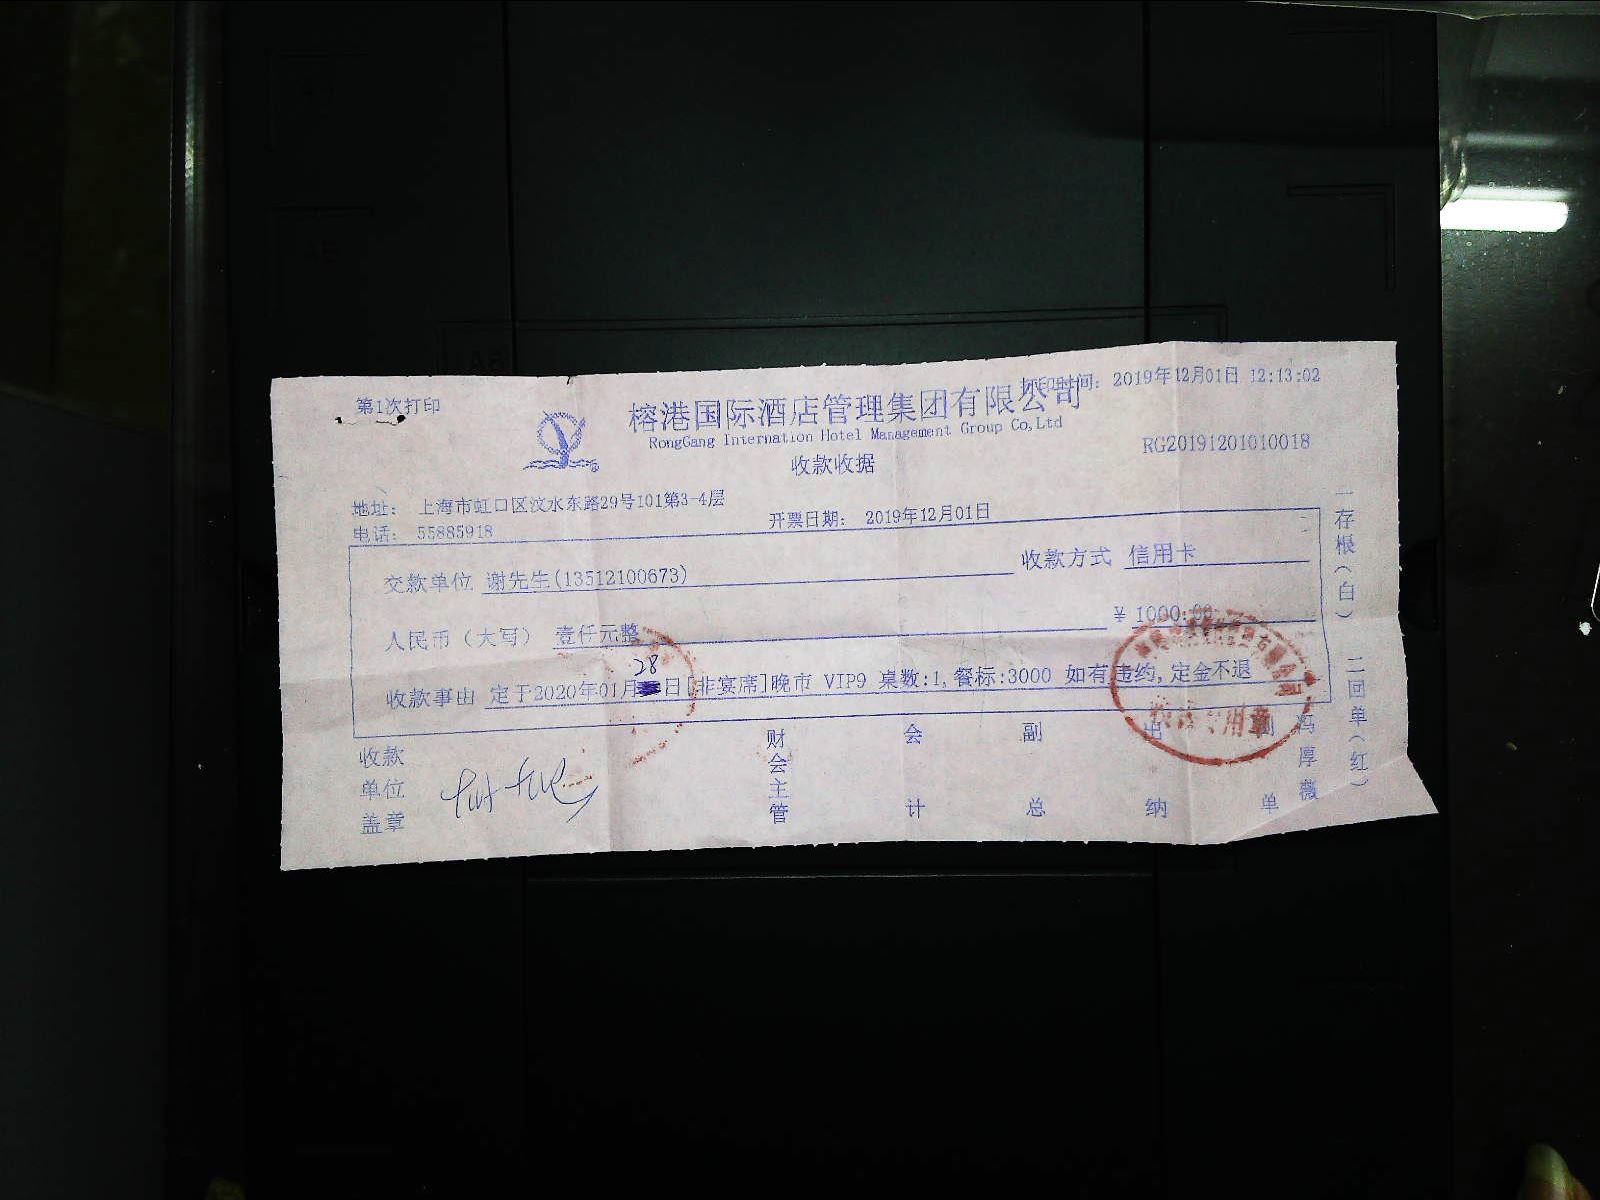 第1次打印
打印时间：2019年12月01日 12:13:02
榕港国际酒店管理集团有限公司
RongGang Internation Hotel Management Group Co,Ltd
收款收据
RG20191201010018
地址： 上海市虹口区汶水东路29号101第3-4层
电话： 55885918
开票日期： 2019年12月01日
交款单位 谢先生(13512100673)
收款方式 信用卡
人民币（大写） 壹仟元整
￥ 1000.00
28
收款事由 定于2020年01月 日[非宴席]晚市 VIP9 桌数:1,餐标:3000 如有违约,定金不退
收款单位盖章
财会主管
会计
副总
出纳
制单
冯厚薇
一存根（白） 二回单（红）
专用章